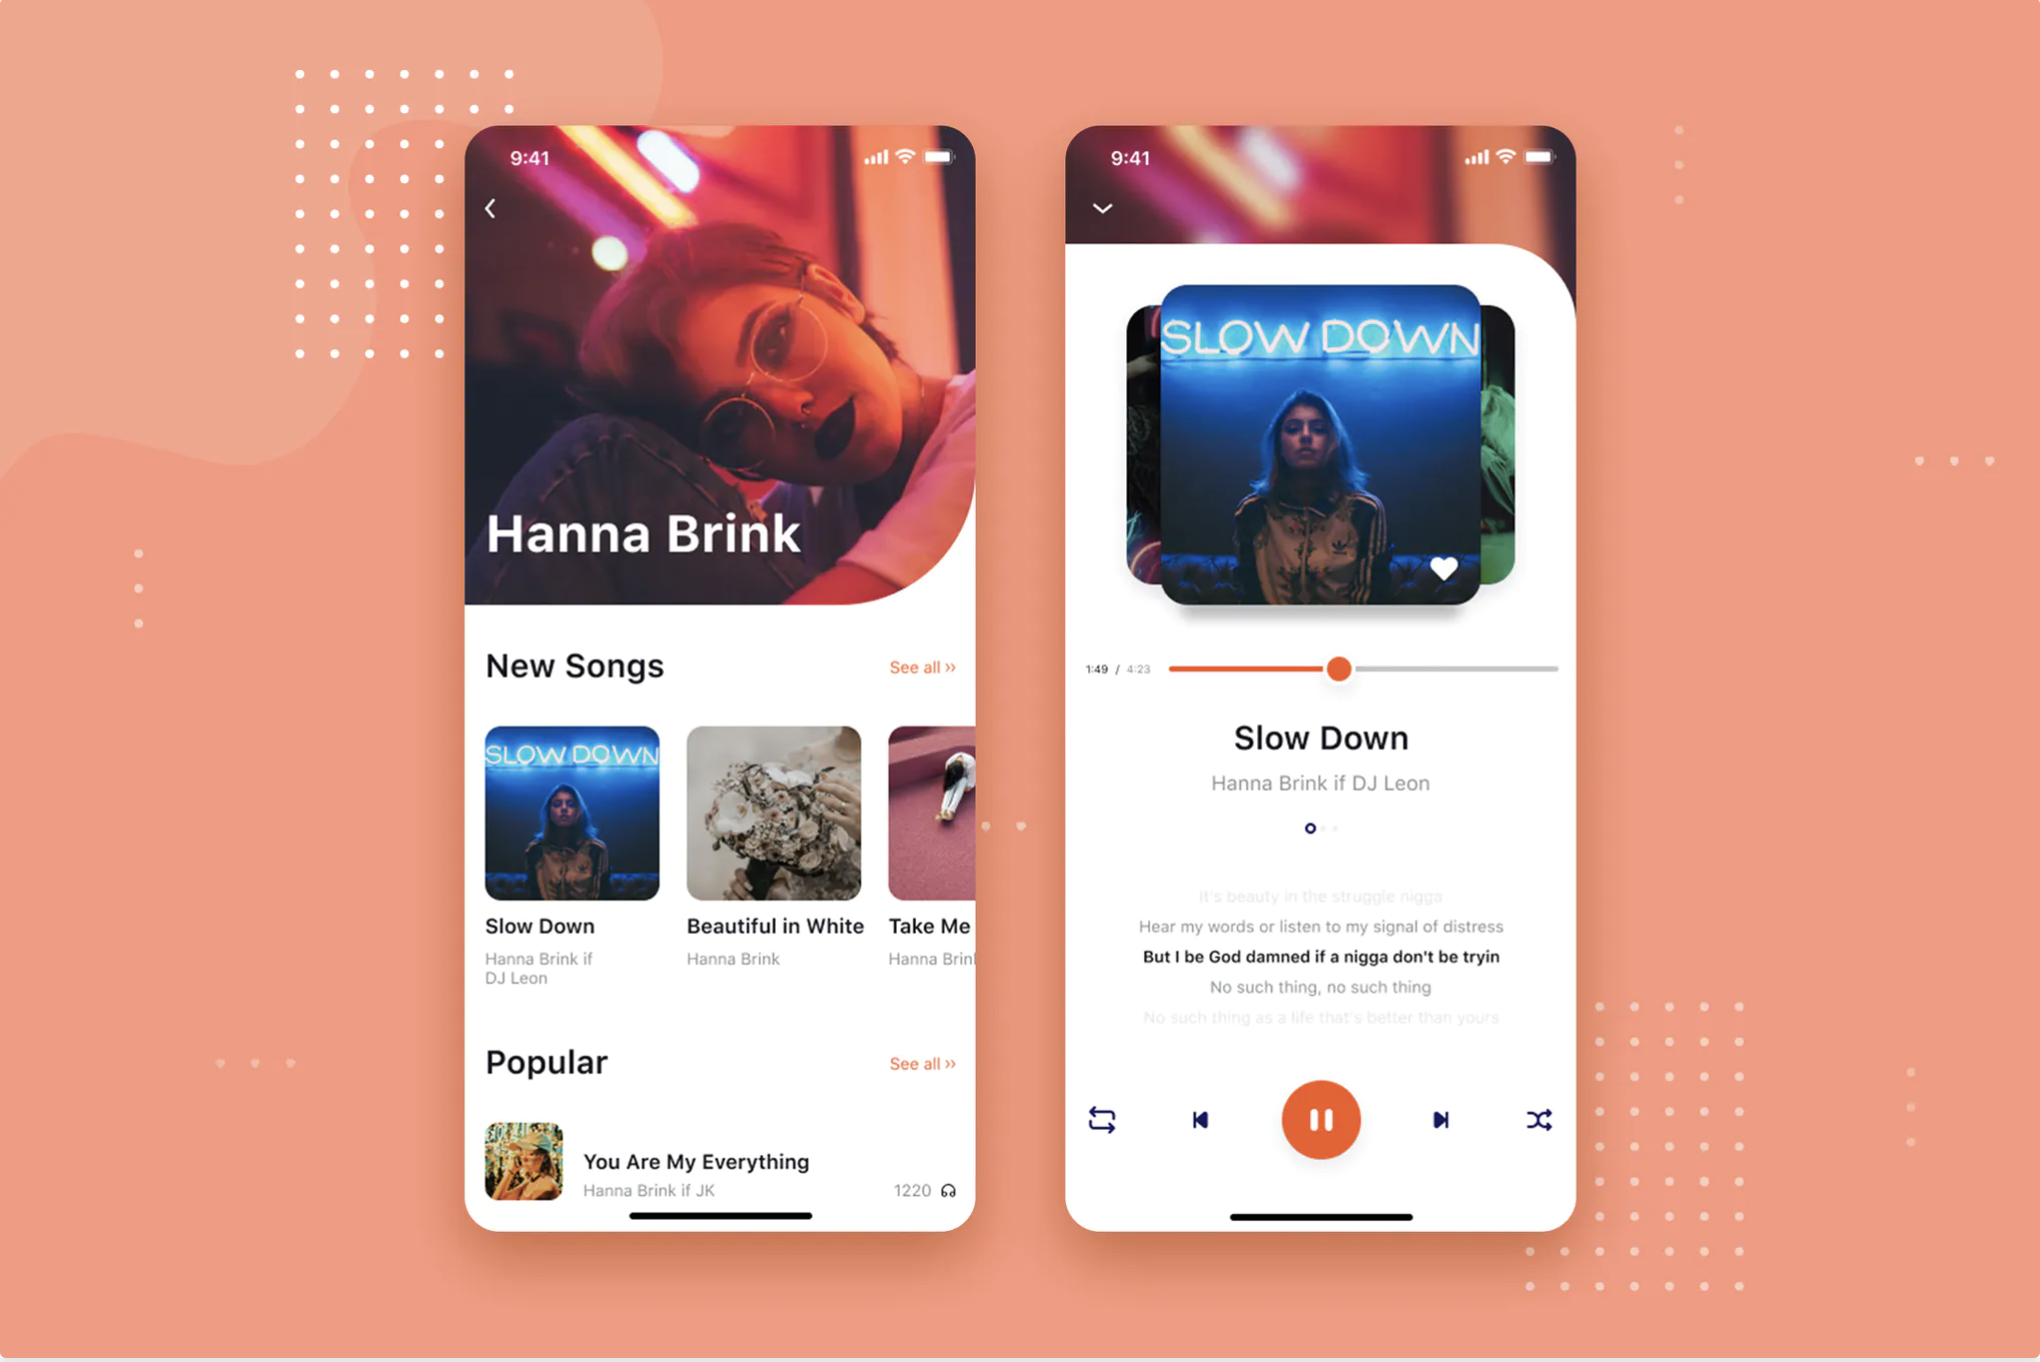 9:41
Hanna Brink
New Songs
See all ››
SLOW DOWN
Slow Down
Hanna Brink if
DJ Leon
Beautiful in White
Hanna Brink
Take Me
Hanna Brin
Popular
See all ››
You Are My Everything
Hanna Brink if JK
1220
9:41
SLOW DOWN
1:49 / 4:23
Slow Down
Hanna Brink if DJ Leon
It's beauty in the struggle nigga
Hear my words or listen to my signal of distress
But I be God damned if a nigga don't be tryin
No such thing, no such thing
No such thing as a life that's better than yours